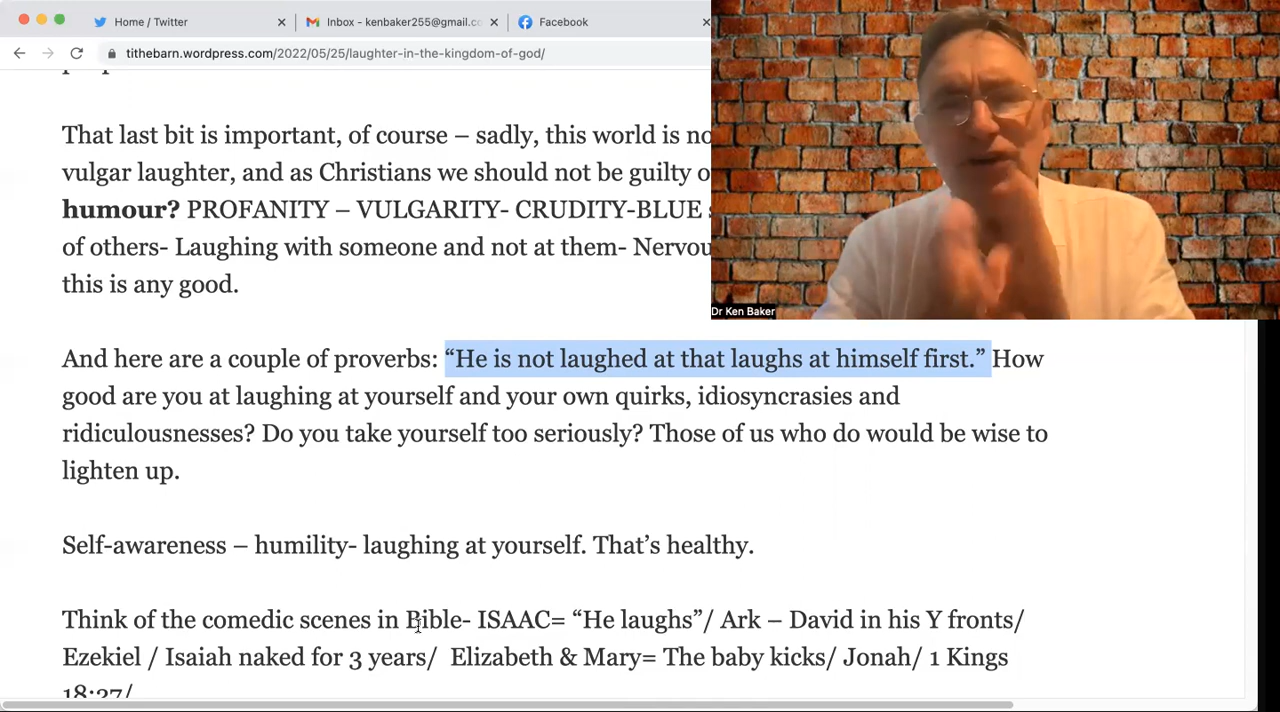 Home / Twitter
Inbox - kenbaker255@gmail.cc
Facebook
tithebarn.wordpress.com/2022/05/25/laughter-in-the-kingdom-of-god/
That last bit is important, of course – sadly, this world is no
vulgar laughter, and as Christians we should not be guilty o
humour? PROFANITY – VULGARITY- CRUDITY-BLUE
of others- Laughing with someone and not at them- Nervou
this is any good.
Dr Ken Baker
And here are a couple of proverbs: “He is not laughed at that laughs at himself first.” How
good are you at laughing at yourself and your own quirks, idiosyncrasies and
ridiculousnesses? Do you take yourself too seriously? Those of us who do would be wise to
lighten up.
Self-awareness – humility- laughing at yourself. That’s healthy.
Think of the comedic scenes in Bible- ISAAC= “He laughs”/ Ark – David in his Y fronts/
Ezekiel / Isaiah naked for 3 years/ Elizabeth & Mary= The baby kicks/ Jonah/ 1 Kings
18:27/